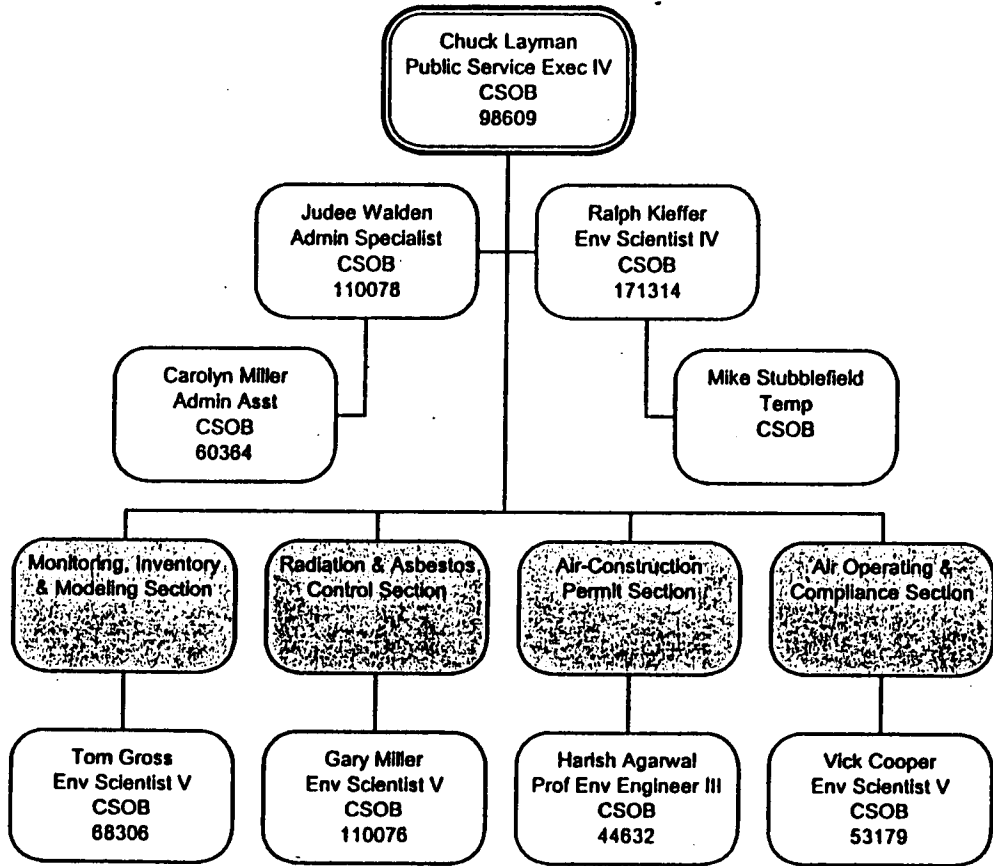 Chuck Layman
Public Service Exec IV
CSOB
98609
Judee Walden
Admin Specialist
CSOB
110078
Ralph Kieffer
Env Scientist IV
CSOB
171314
Carolyn Miller
Admin Asst
CSOB
60364
Mike Stubblefield
Temp
CSOB
Monitoring, Inventory
& Modeling Section
Radiation & Asbestos
Control Section
Air-Construction
Permit Section
Air Operating &
Compliance Section
Tom Gross
Env Scientist V
CSOB
68306
Gary Miller
Env Scientist V
CSOB
110076
Harish Agarwal
Prof Env Engineer III
CSOB
44632
Vick Cooper
Env Scientist V
CSOB
53179